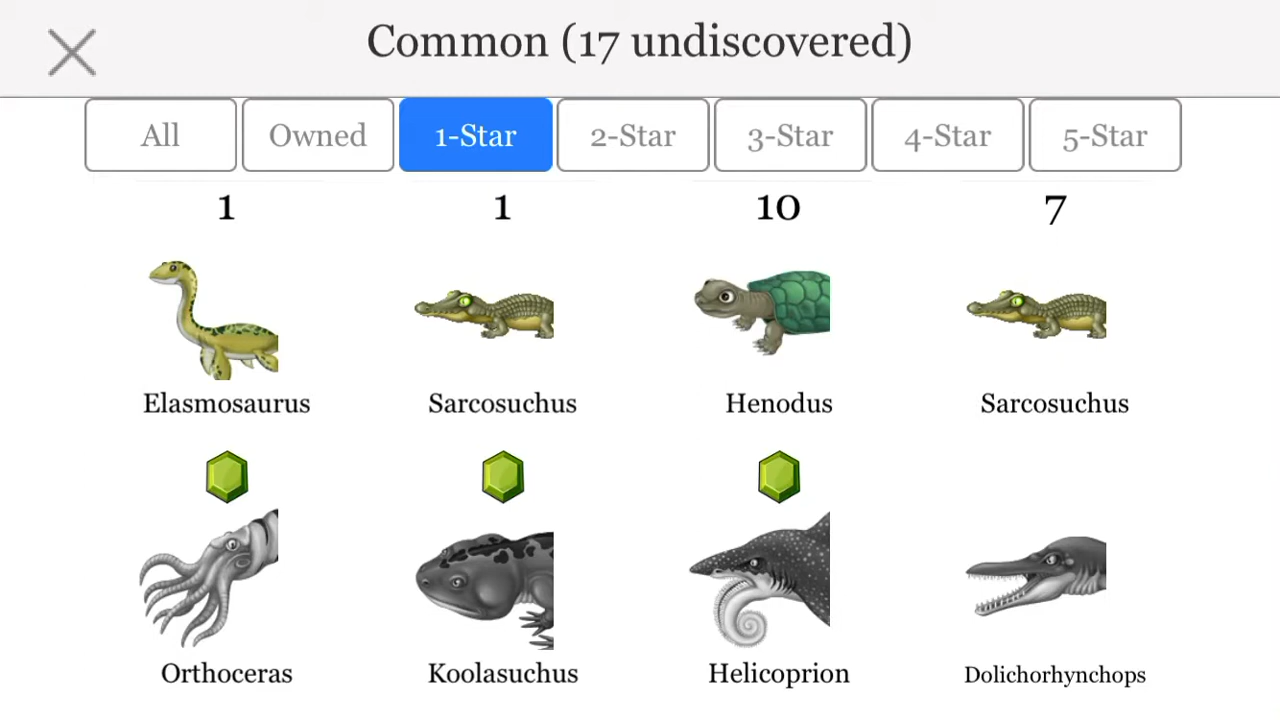 Common (17 undiscovered)
All Owned 1-Star 2-Star 3-Star 4-Star 5-Star
1 1 10 7
Elasmosaurus Sarcosuchus Henodus Sarcosuchus
Orthoceras Koolasuchus Helicoprion Dolichorhynchops